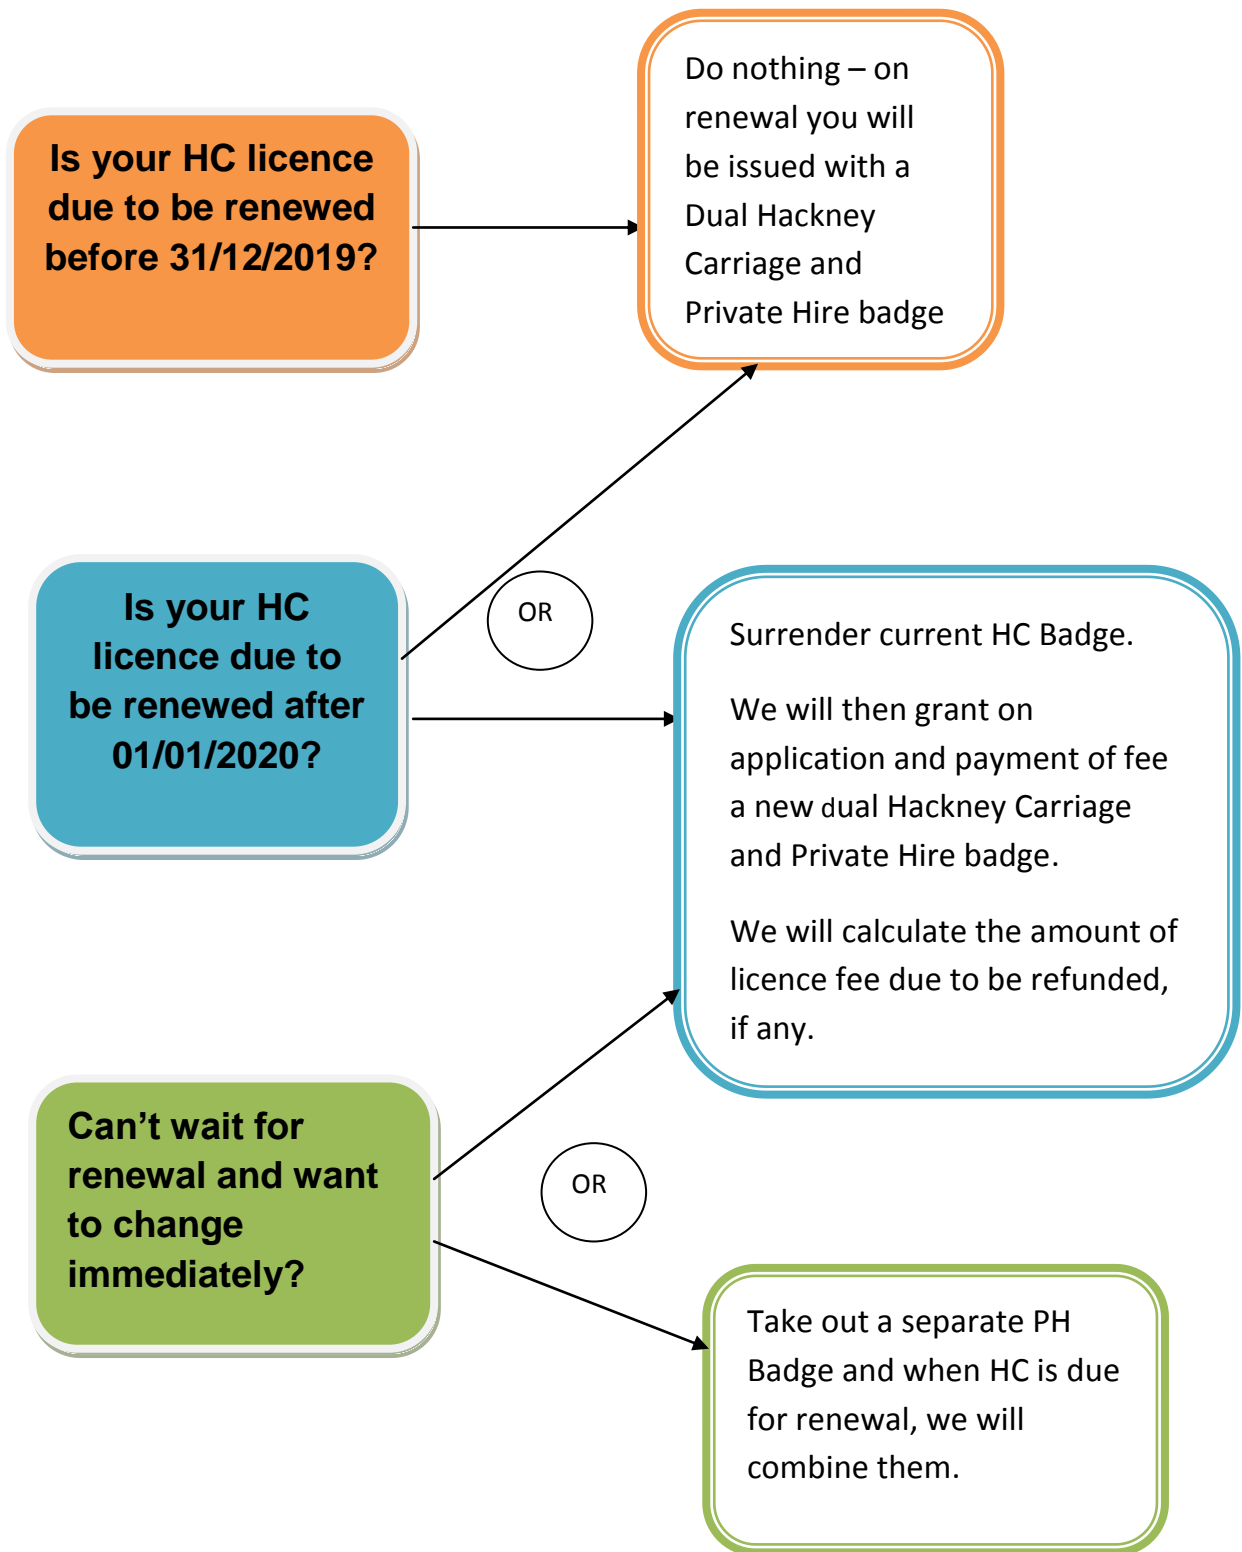 Is your HC licence
due to be renewed
before 31/12/2019?
Do nothing – on
renewal you will
be issued with a
Dual Hackney
Carriage and
Private Hire badge
Is your HC
licence due to
be renewed after
01/01/2020?
OR
Surrender current HC Badge.
We will then grant on
application and payment of fee
a new dual Hackney Carriage
and Private Hire badge.
We will calculate the amount of
licence fee due to be refunded,
if any.
Can’t wait for
renewal and want
to change
immediately?
OR
Take out a separate PH
Badge and when HC is due
for renewal, we will
combine them.